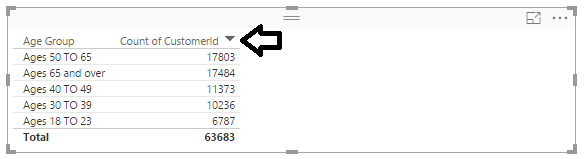 Age Group Count of CustomerId
Ages 50 TO 65 17803
Ages 65 and over 17484
Ages 40 TO 49 11373
Ages 30 TO 39 10236
Ages 18 TO 23 6787
Total 63683